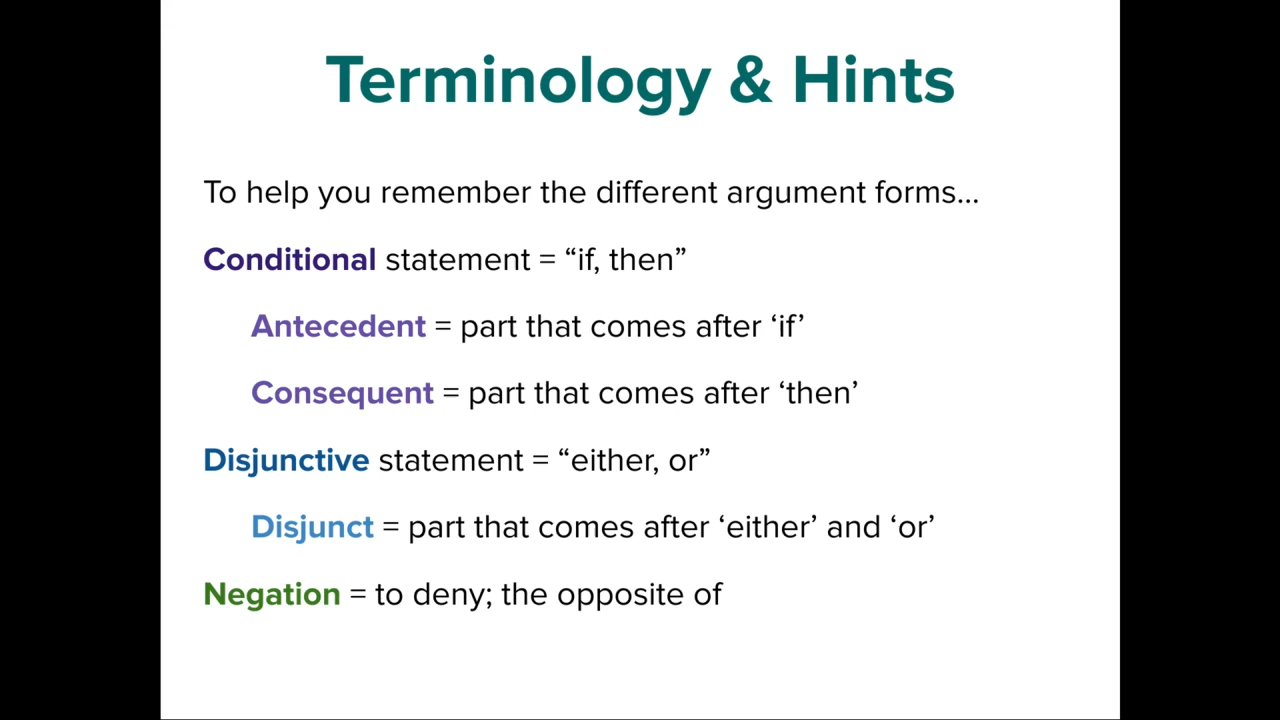 Terminology & Hints
To help you remember the different argument forms...
Conditional statement = “if, then”
Antecedent = part that comes after ‘if’
Consequent = part that comes after ‘then’
Disjunctive statement = “either, or”
Disjunct = part that comes after ‘either’ and ‘or’
Negation = to deny; the opposite of